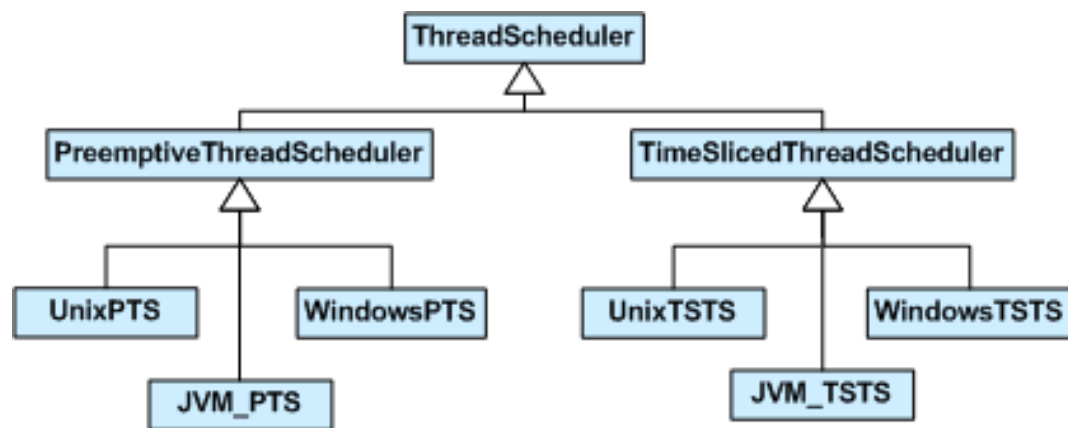 ThreadScheduler
PreemptiveThreadScheduler
TimeSlicedThreadScheduler
UnixPTS
WindowsPTS
UnixTSTS
WindowsTSTS
JVM_PTS
JVM_TSTS